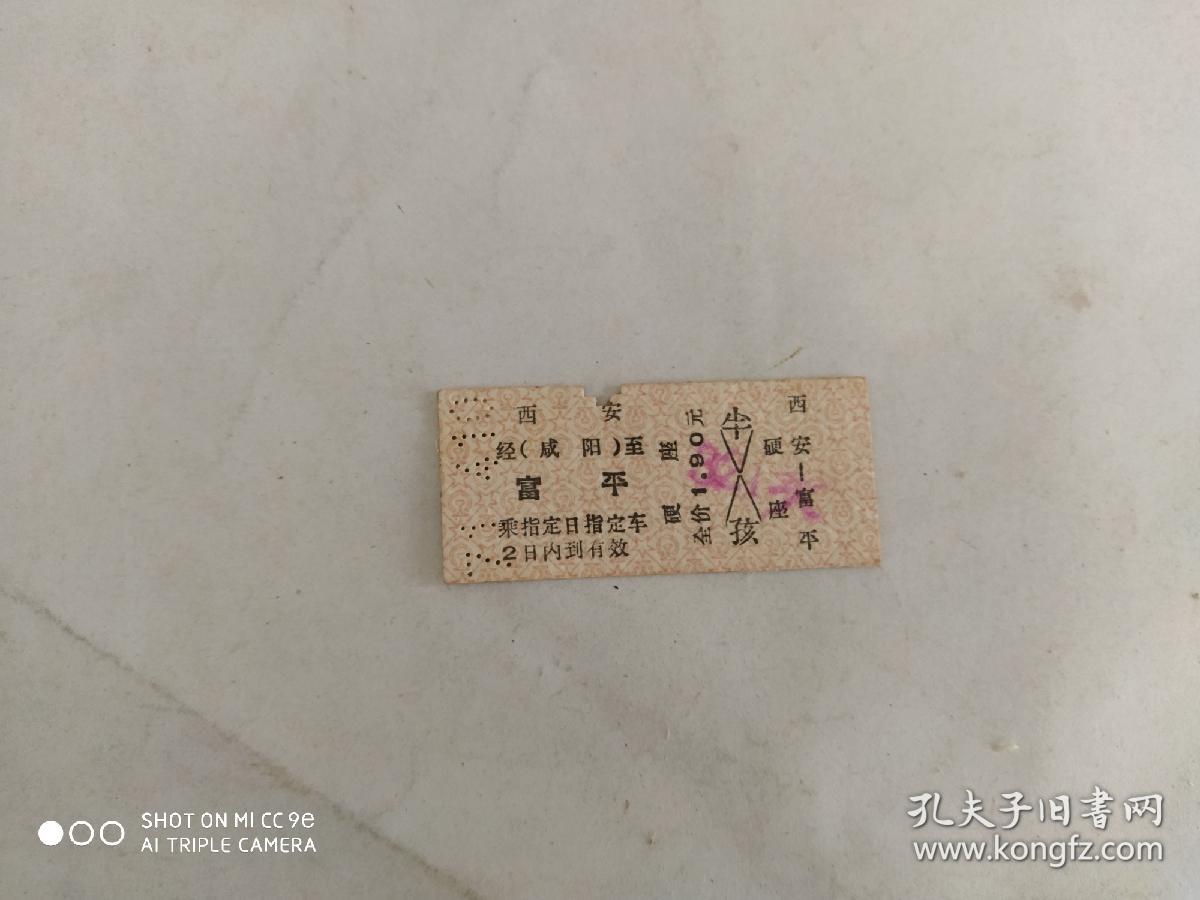 西 安
经(咸 阳)至
富 平
乘指定日指定车
2日内到有效
硬 座
全价1.90元
半
孩
硬座
西安—富平
SHOT ON MI CC 9e
AI TRIPLE CAMERA
孔夫子旧书网
www.kongfz.com